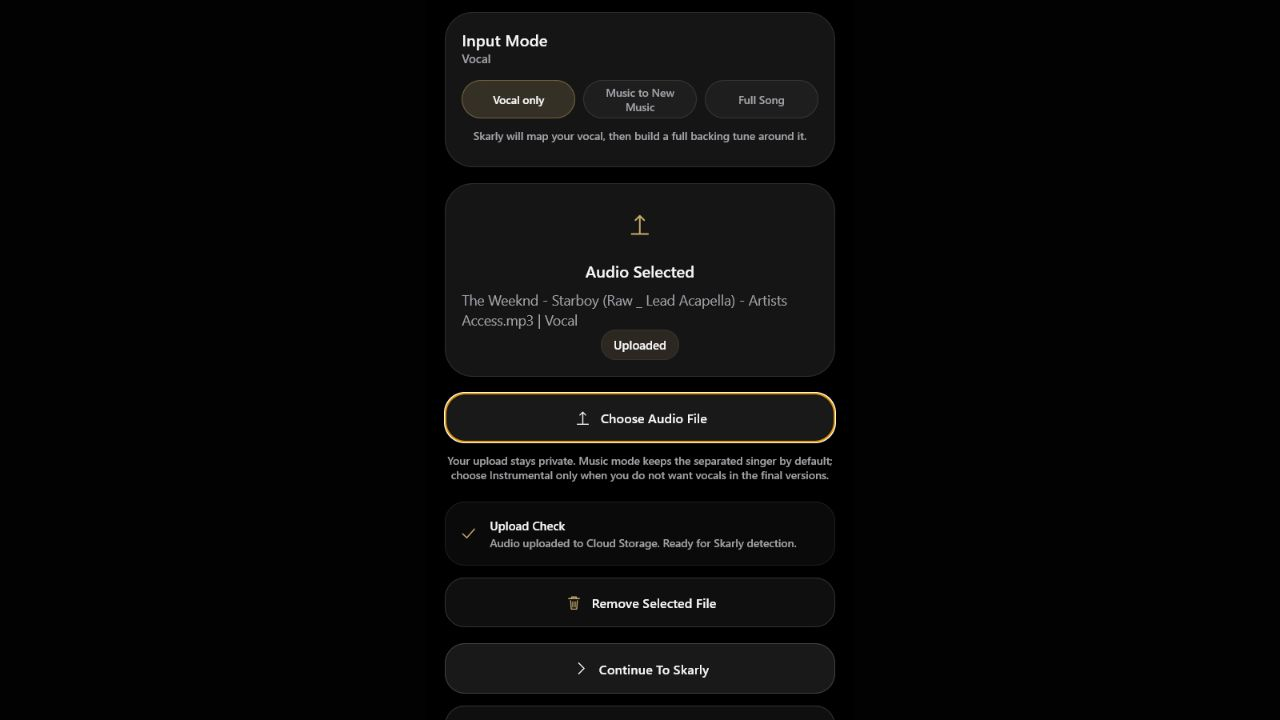 Input Mode
Vocal
Vocal only
Music to New
Music
Full Song
Skarly will map your vocal, then build a full backing tune around it.
Audio Selected
The Weeknd - Starboy (Raw _ Lead Acapella) - Artists
Access.mp3 | Vocal
Uploaded
Choose Audio File
Your upload stays private. Music mode keeps the separated singer by default;
choose Instrumental only when you do not want vocals in the final versions.
Upload Check
Audio uploaded to Cloud Storage. Ready for Skarly detection.
Remove Selected File
Continue To Skarly